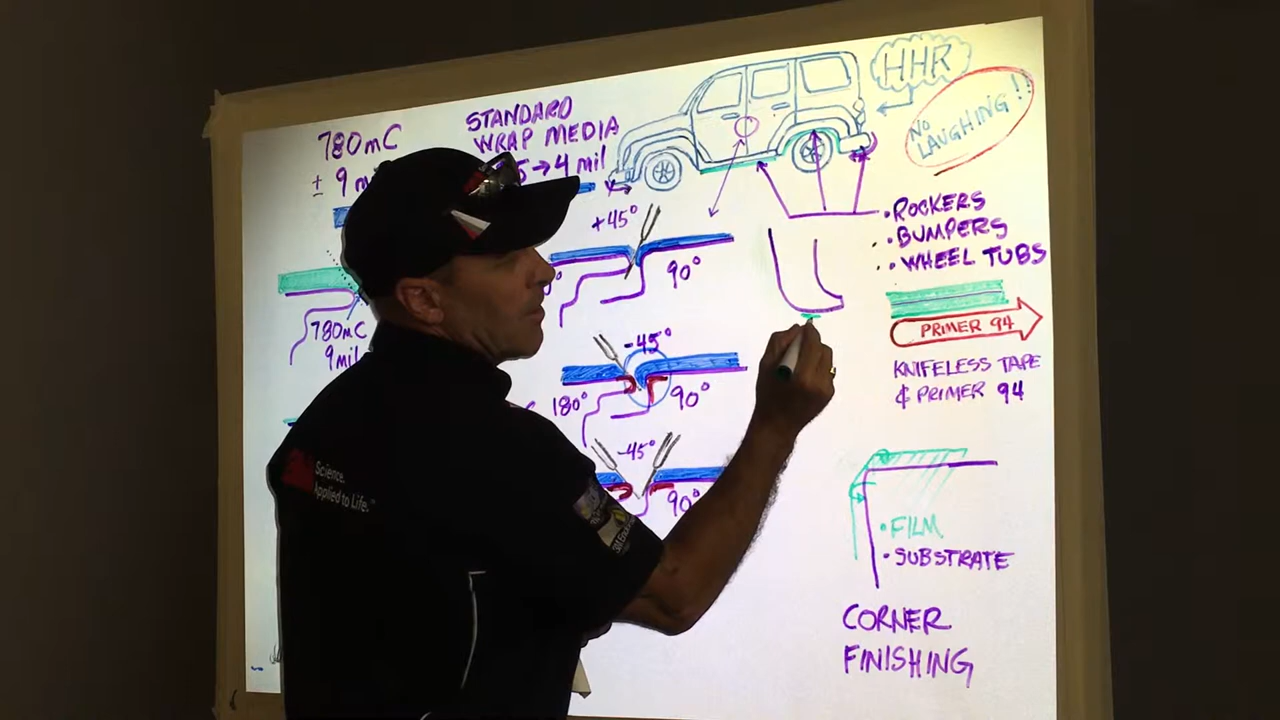 780mC
± 9
STANDARD
WRAP MEDIA
→ 4 mil
HHR
NO
LAUGHING!!
• ROCKERS
• BUMPERS
• WHEEL TUBS
+45°
90°
780mC
9mil
PRIMER 94
KNIFELESS TAPE
& PRIMER 94
-45°
180°
90°
-45°
90°
Science.
Applied to Life.
• FILM
• SUBSTRATE
CORNER
FINISHING